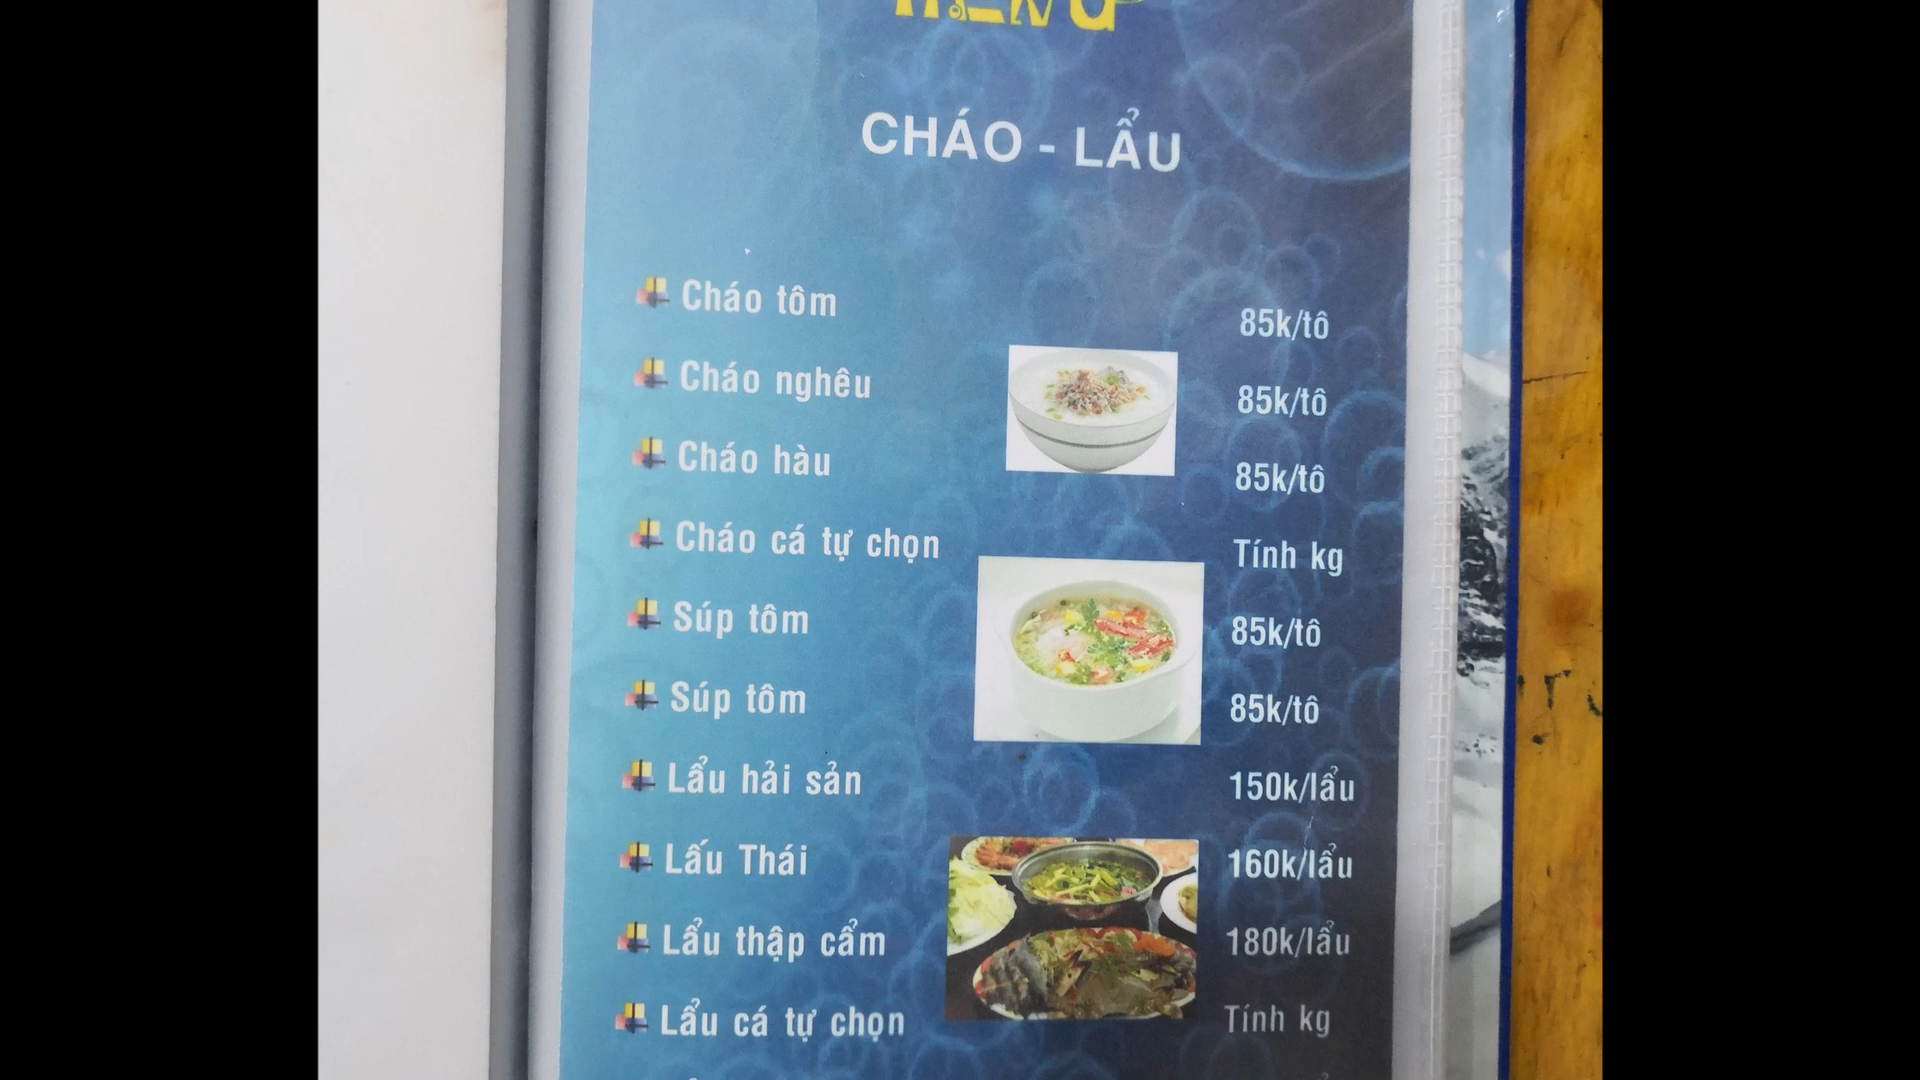 MENU
CHÁO - LẨU
Cháo tôm 85k/tô
Cháo nghêu 85k/tô
Cháo hàu 85k/tô
Cháo cá tự chọn Tính kg
Súp tôm 85k/tô
Súp tôm 85k/tô
Lẩu hải sản 150k/lẩu
Lấu Thái 160k/lẩu
Lẩu thập cẩm 180k/lẩu
Lẩu cá tự chọn Tính kg